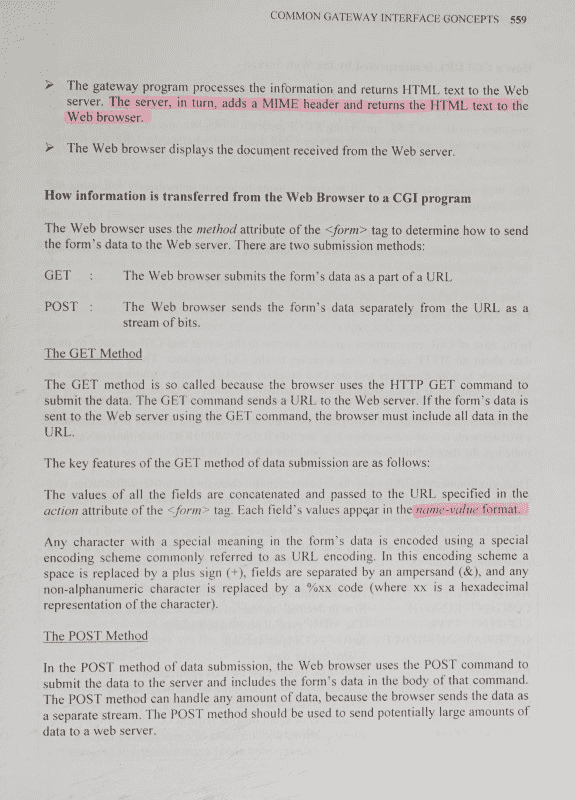 COMMON GATEWAY INTERFACE GONCEPTS 559
➢ The gateway program processes the information and returns HTML text to the Web
server. The server, in turn, adds a MIME header and returns the HTML text to the
Web browser.
➢ The Web browser displays the document received from the Web server.
How information is transferred from the Web Browser to a CGI program
The Web browser uses the method attribute of the <form> tag to determine how to send
the form's data to the Web server. There are two submission methods:
GET : The Web browser submits the form's data as a part of a URL
POST : The Web browser sends the form's data separately from the URL as a
stream of bits.
The GET Method
The GET method is so called because the browser uses the HTTP GET command to
submit the data. The GET command sends a URL to the Web server. If the form's data is
sent to the Web server using the GET command, the browser must include all data in the
URL.
The key features of the GET method of data submission are as follows:
The values of all the fields are concatenated and passed to the URL specified in the
action attribute of the <form> tag. Each field's values appear in the name-value format.
Any character with a special meaning in the form's data is encoded using a special
encoding scheme commonly referred to as URL encoding. In this encoding scheme a
space is replaced by a plus sign (+), fields are separated by an ampersand (&), and any
non-alphanumeric character is replaced by a %xx code (where xx is a hexadecimal
representation of the character).
The POST Method
In the POST method of data submission, the Web browser uses the POST command to
submit the data to the server and includes the form's data in the body of that command.
The POST method can handle any amount of data, because the browser sends the data as
a separate stream. The POST method should be used to send potentially large amounts of
data to a web server.